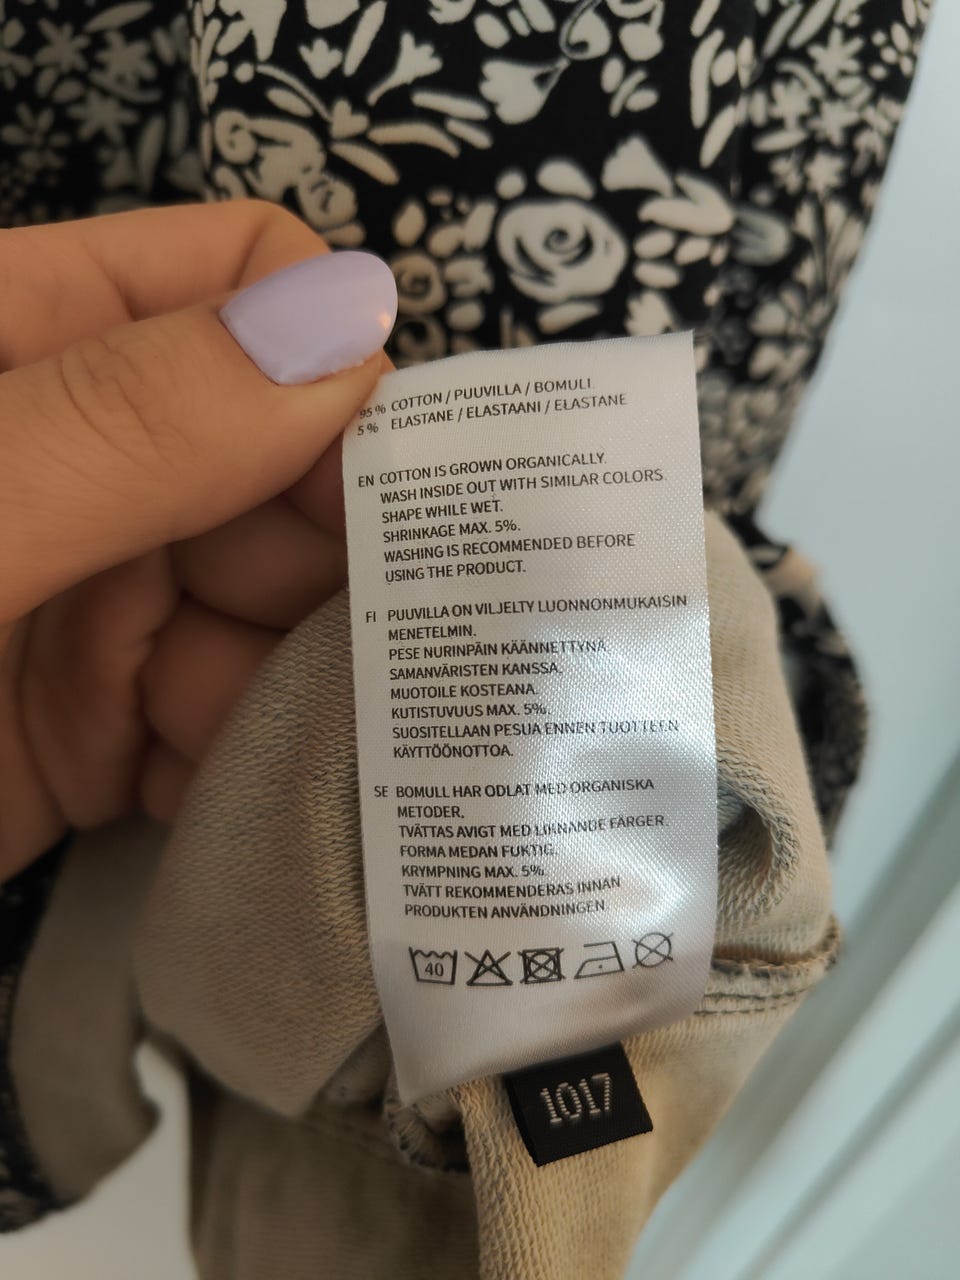 95% COTTON / PUUVILLA / BOMULL
5% ELASTANE / ELASTAANI / ELASTANE
EN COTTON IS GROWN ORGANICALLY.
WASH INSIDE OUT WITH SIMILAR COLORS.
SHAPE WHILE WET.
SHRINKAGE MAX. 5%.
WASHING IS RECOMMENDED BEFORE
USING THE PRODUCT.
FI PUUVILLA ON VILJELTY LUONNONMUKAISIN
MENETELMIN.
PESE NURINPÄIN KÄÄNNETTYNÄ
SAMANVÄRISTEN KANSSA.
MUOTOILE KOSTEANA.
KUTISTUVUUS MAX. 5%.
SUOSITELLAAN PESUA ENNEN TUOTTEEN
KÄYTTÖÖNOTTOA.
SE BOMULL HAR ODLAT MED ORGANISKA
METODER.
TVÄTTAS AVIGT MED LIKNANDE FÄRGER.
FORMA MEDAN FUKTIG.
KRYMPNING MAX. 5%.
TVÄTT REKOMMENDERAS INNAN
PRODUKTEN ANVÄNDNINGEN.
40
1017